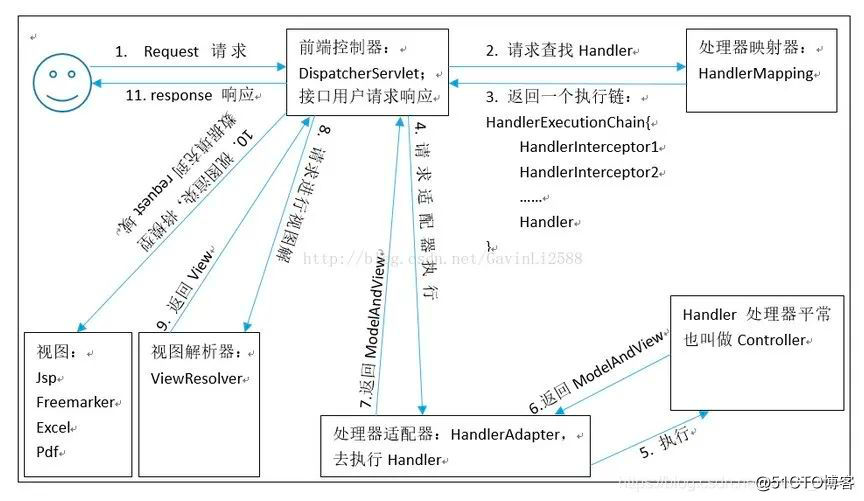 1. Request 请求
11. response 响应
前端控制器：
DispatcherServlet；
接口用户请求响应
2. 请求查找 Handler
3. 返回一个执行链：
HandlerExecutionChain{
HandlerInterceptor1
HandlerInterceptor2
……
Handler
}
处理器映射器：
HandlerMapping
10. 视图渲染，将模型
数据填充到 request 域
9. 返回 View
8. 请求进行视图解
4. 请求适配器执行
7.返回 ModelAndView
http://blog.csdn.net/GavinLi2588
视图：
Jsp
Freemarker
Excel
Pdf
视图解析器：
ViewResolver
处理器适配器：HandlerAdapter，
去执行 Handler
6.返回 ModelAndView
5. 执行
Handler 处理器平常
也叫做 Controller
@51CTO博客